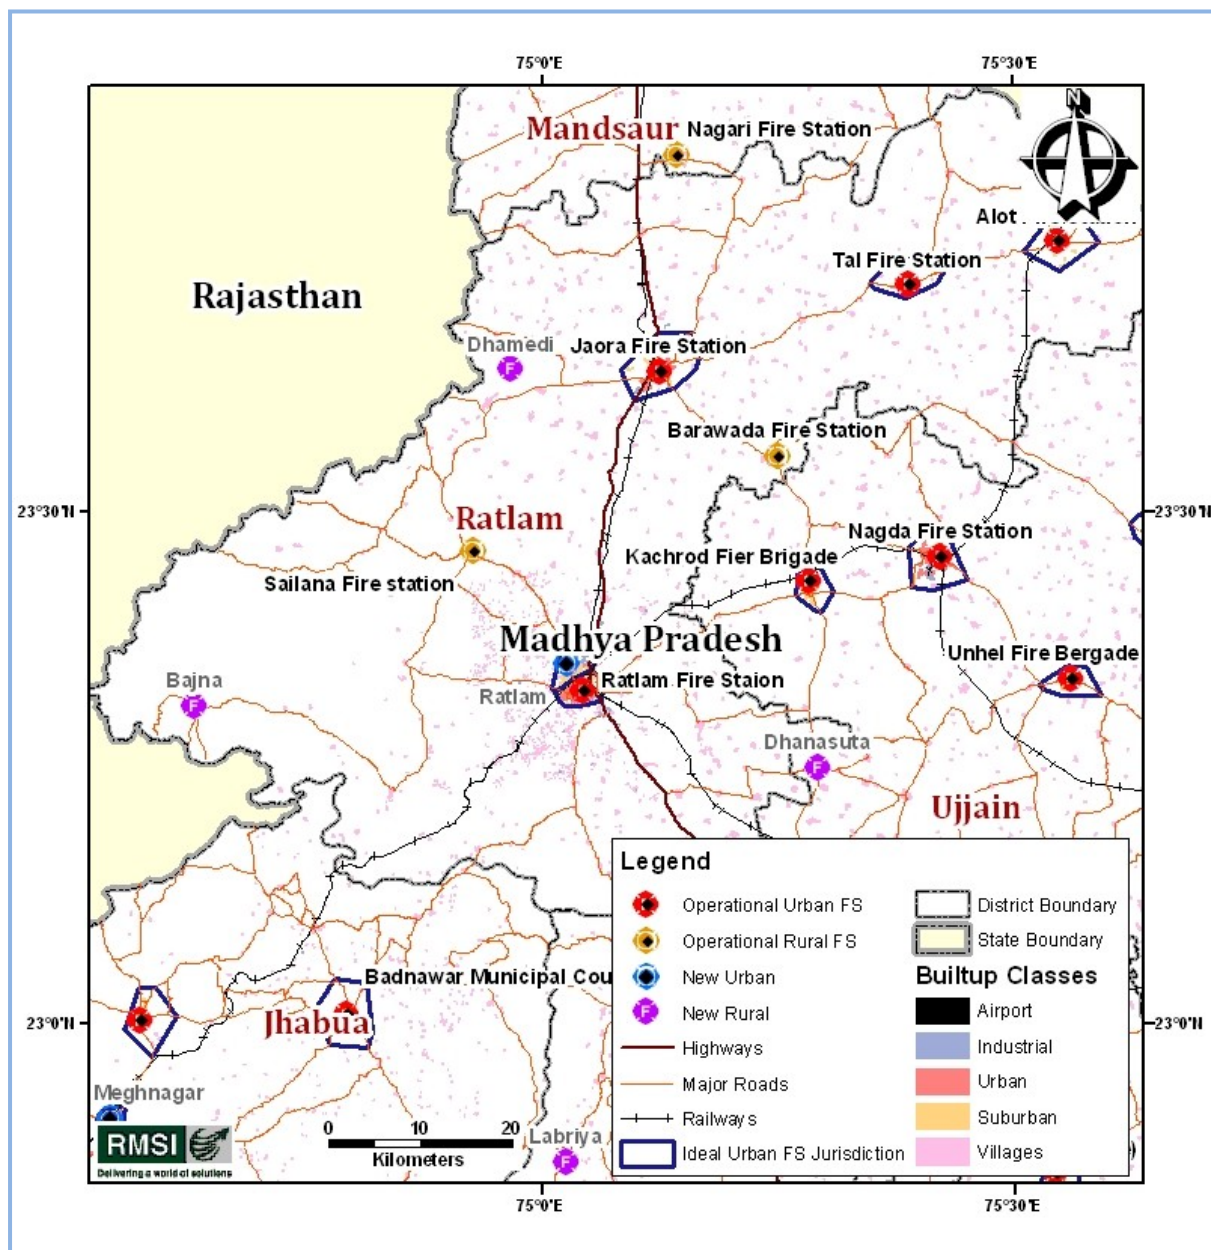 75°0'E
75°30'E
N
Mandsaur
Nagari Fire Station
Alot
Tal Fire Station
Rajasthan
Dhamedi
Jaora Fire Station
Barawada Fire Station
23°30'N
23°30'N
Ratlam
Nagda Fire Station
Kachrod Fier Brigade
Sailana Fire station
Madhya Pradesh
Unhel Fire Bergade
Bajna
Ratlam
Ratlam Fire Staion
Dhanasuta
Ujjain
Legend
Operational Urban FS
Operational Rural FS
New Urban
New Rural
Highways
Major Roads
Railways
Ideal Urban FS Jurisdiction
District Boundary
State Boundary
Builtup Classes
Airport
Industrial
Urban
Suburban
Villages
Badnawar Municipal Cou
23°0'N
23°0'N
Jhabua
Meghnagar
RMSI
Delivering a world of solutions
0 10 20
Kilometers
Labriya
75°0'E
75°30'E